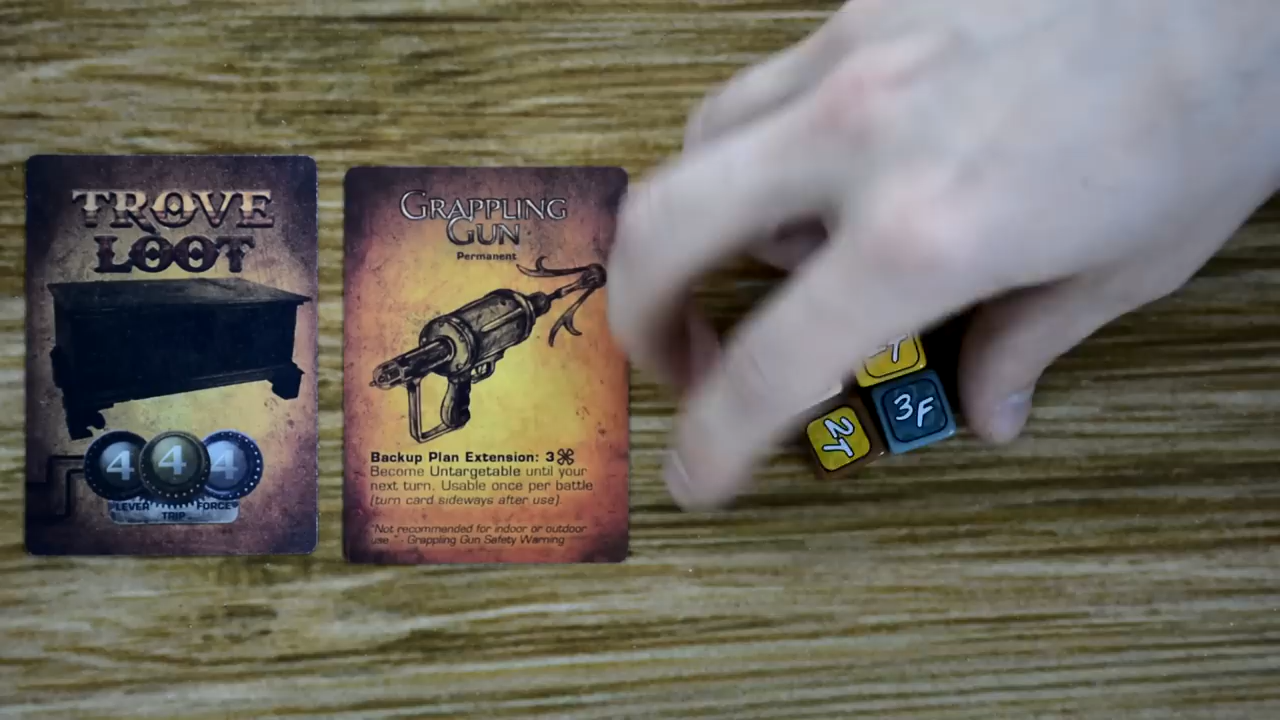 TROVE
LOOT
4 4 4
LEVER FORCE
TRIP
GRAPPLING
GUN
Permanent
Backup Plan Extension: 3
Become Untargetable until your
next turn. Usable once per battle
(turn card sideways after use).
"Not recommended for indoor or outdoor
use." - Grappling Gun Safety Warning
3F
2T